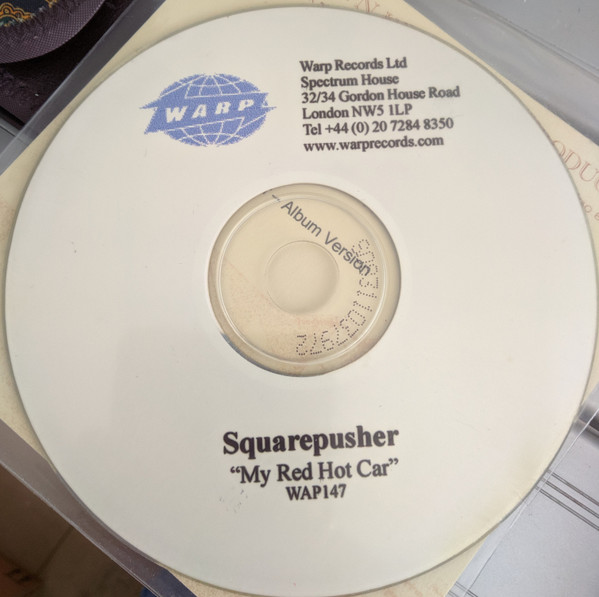 WARP
Warp Records Ltd
Spectrum House
32/34 Gordon House Road
London NW5 1LP
Tel +44 (0) 20 7284 8350
www.warprecords.com
Album Version
Squarepusher
“My Red Hot Car”
WAP147